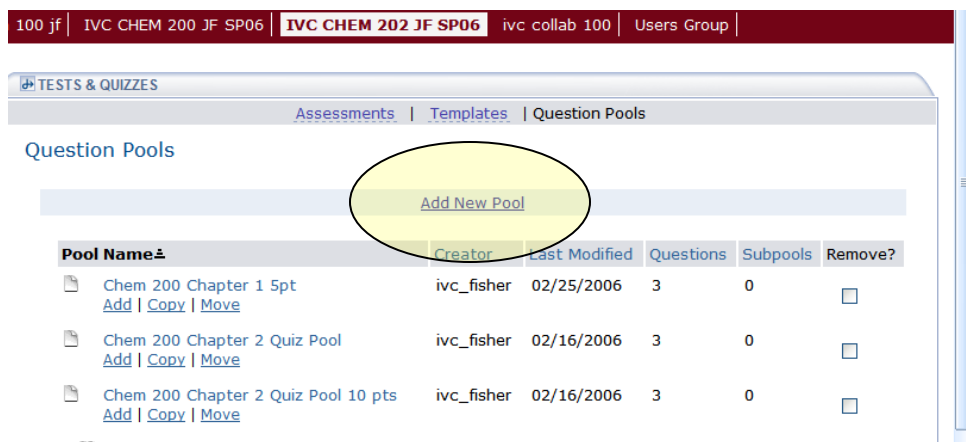 100 jf | IVC CHEM 200 JF SP06 | IVC CHEM 202 JF SP06 ivc collab 100 | Users Group |
TESTS & QUIZZES
Assessments | Templates | Question Pools
Question Pools
Add New Pool
Pool Name Creator Last Modified Questions Subpools Remove?
Chem 200 Chapter 1 5pt ivc_fisher 02/25/2006 3 0
Add | Copy | Move
Chem 200 Chapter 2 Quiz Pool ivc_fisher 02/16/2006 3 0
Add | Copy | Move
Chem 200 Chapter 2 Quiz Pool 10 pts ivc_fisher 02/16/2006 3 0
Add | Copy | Move